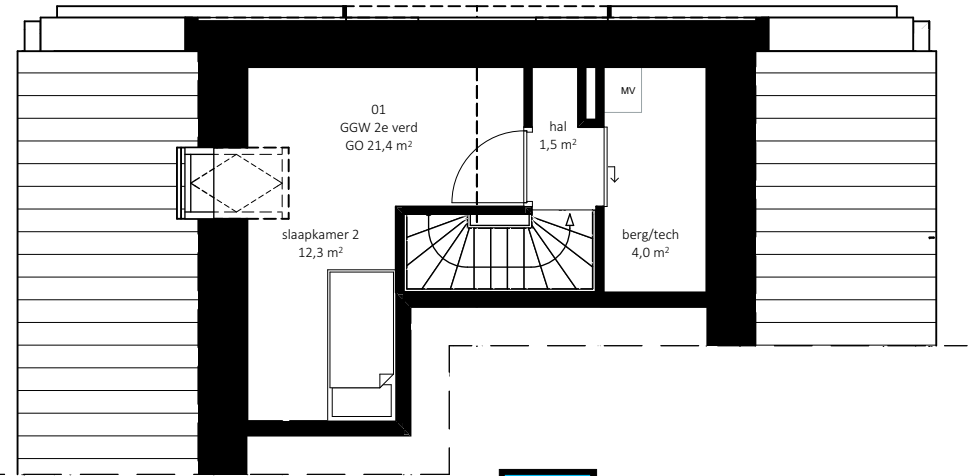 01
GGW 2e verd
GO 21,4 m²
hal
1,5 m²
MV
slaapkamer 2
12,3 m²
berg/tech
4,0 m²